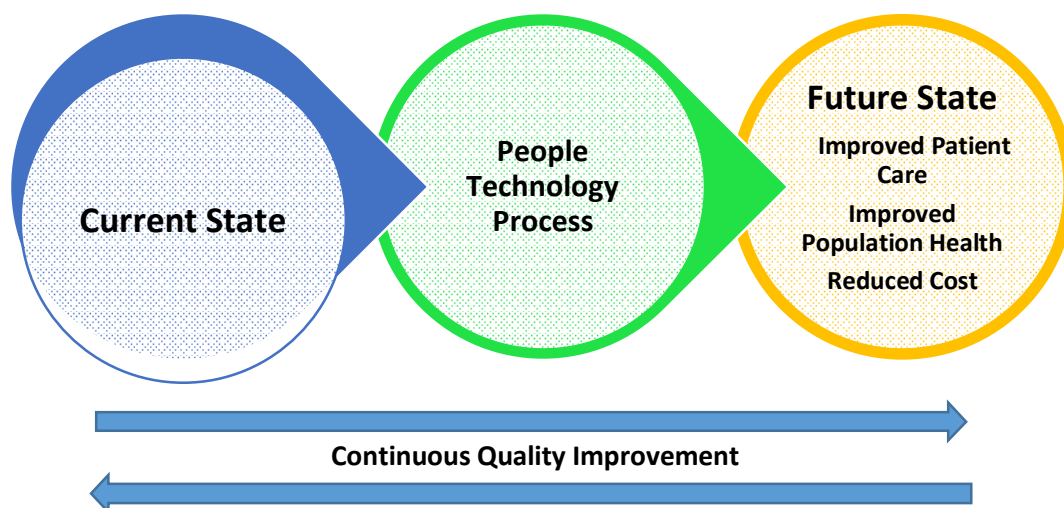 Current State
People
Technology
Process
Future State
Improved Patient
Care
Improved
Population Health
Reduced Cost
Continuous Quality Improvement